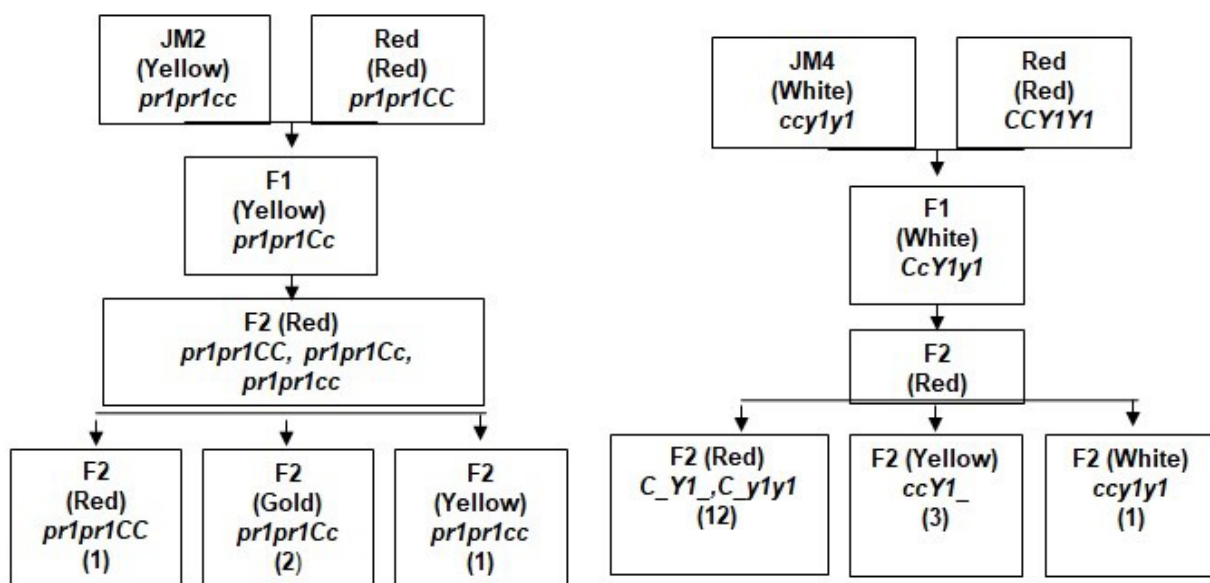 JM2
(Yellow)
pr1pr1cc
Red
(Red)
pr1pr1CC
F1
(Yellow)
pr1pr1Cc
F2 (Red)
pr1pr1CC, pr1pr1Cc,
pr1pr1cc
F2
(Red)
pr1pr1CC
(1)
F2
(Gold)
pr1pr1Cc
(2)
F2
(Yellow)
pr1pr1cc
(1)
JM4
(White)
ccy1y1
Red
(Red)
CCY1Y1
F1
(White)
CcY1y1
F2
(Red)
F2 (Red)
C_Y1_,C_y1y1
(12)
F2 (Yellow)
ccY1_
(3)
F2 (White)
ccy1y1
(1)